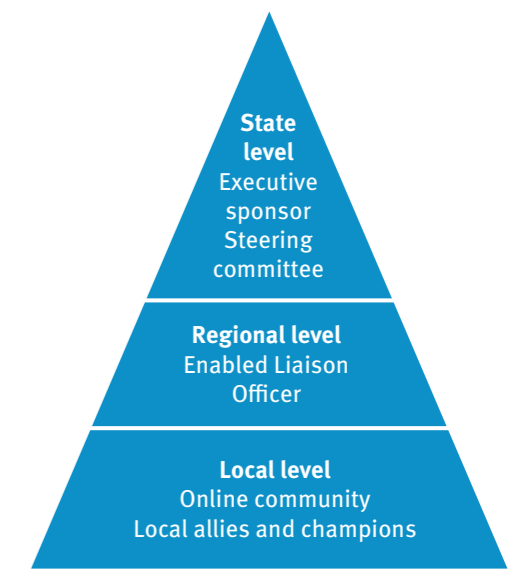 State
level
Executive
sponsor
Steering
committee
Regional level
Enabled Liaison
Officer
Local level
Online community
Local allies and champions